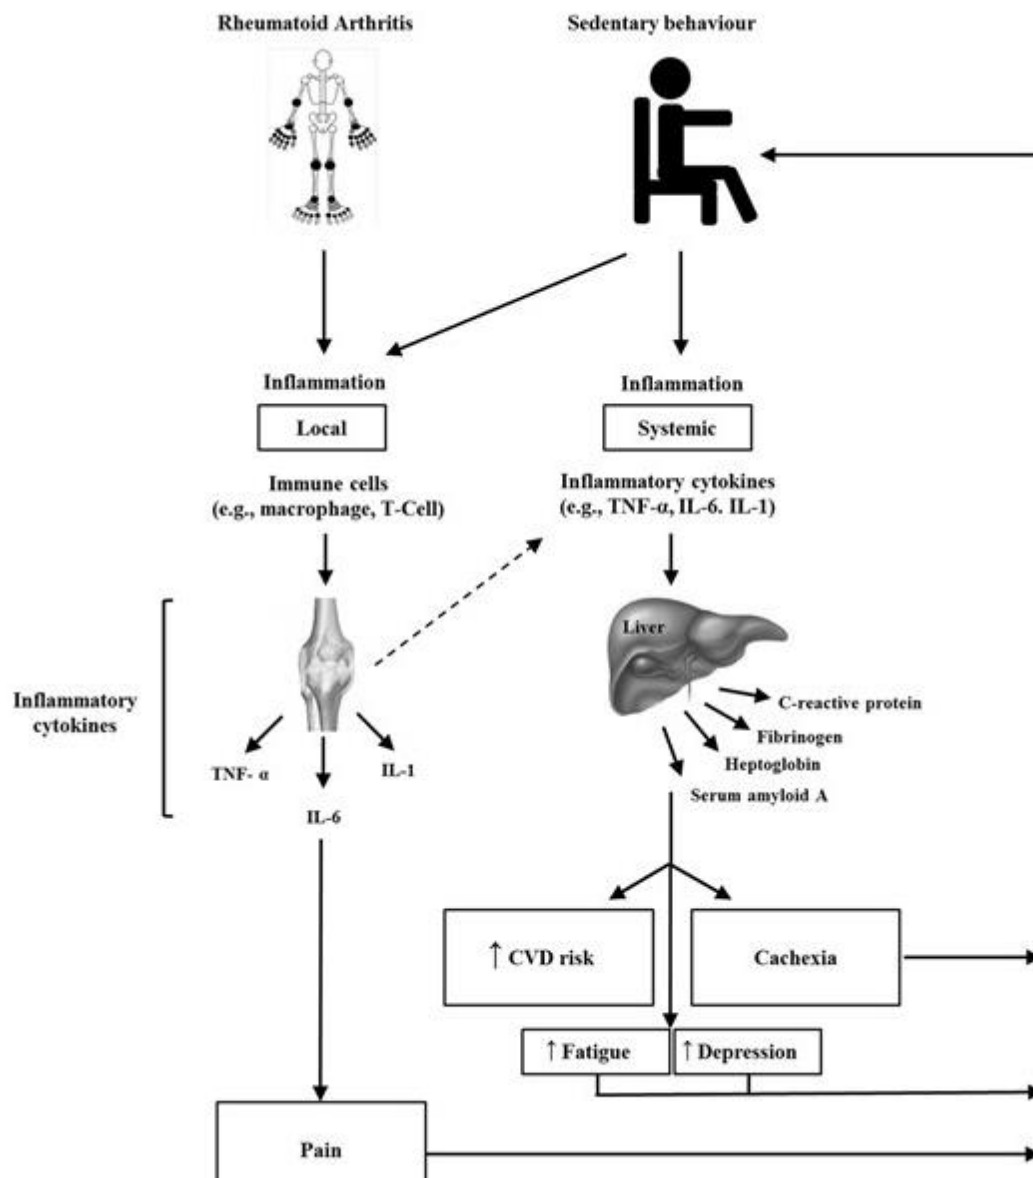 Rheumatoid Arthritis
Sedentary behaviour
Inflammation
Local
Inflammation
Systemic
Immune cells
(e.g., macrophage, T-Cell)
Inflammatory cytokines
(e.g., TNF-α, IL-6. IL-1)
Inflammatory
cytokines
TNF- α
IL-6
IL-1
Liver
C-reactive protein
Fibrinogen
Heptoglobin
Serum amyloid A
↑ CVD risk
Cachexia
↑ Fatigue
↑ Depression
Pain